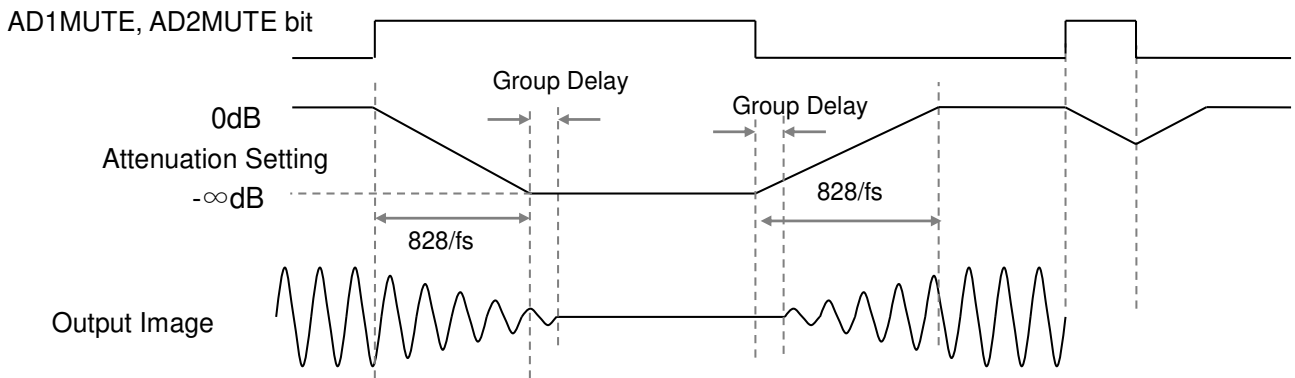 AD1MUTE, AD2MUTE bit
Group Delay
Group Delay
0dB
Attenuation Setting
-∞dB
828/fs
828/fs
Output Image